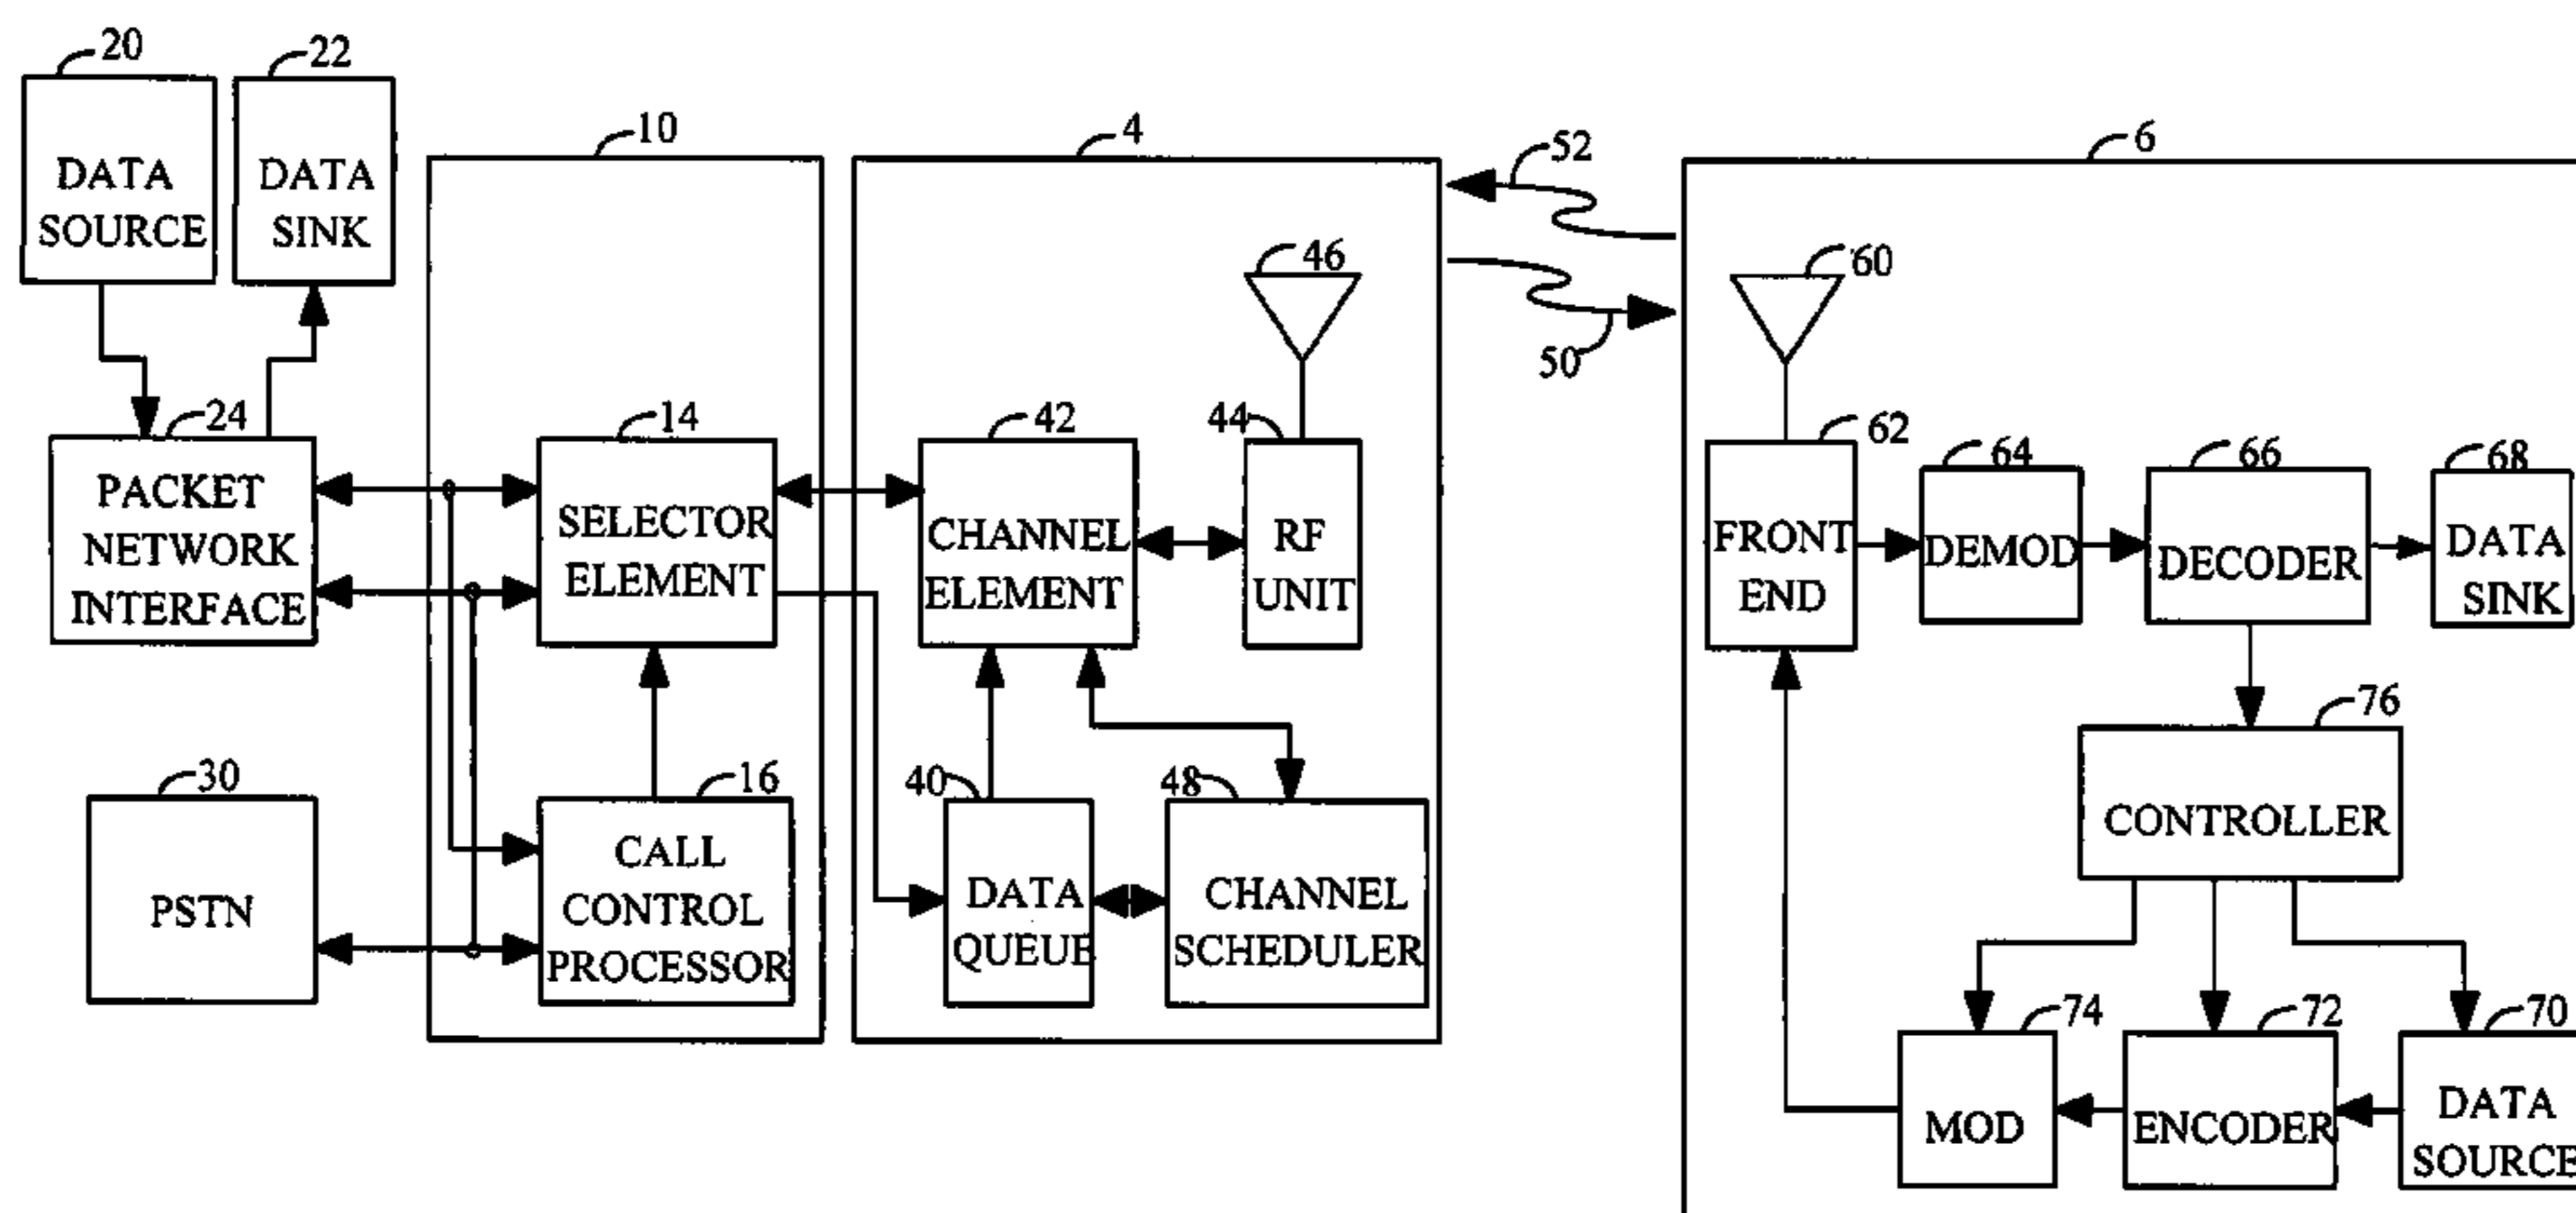 20
22
DATA
SOURCE
DATA
SINK
10
4
52
6
46
60
50
24
PACKET
NETWORK
INTERFACE
14
SELECTOR
ELEMENT
42
CHANNEL
ELEMENT
44
RF
UNIT
62
FRONT
END
64
DEMOD
66
DECODER
68
DATA
SINK
76
CONTROLLER
30
PSTN
16
CALL
CONTROL
PROCESSOR
40
DATA
QUEUE
48
CHANNEL
SCHEDULER
74
MOD
72
ENCODER
70
DATA
SOURCE